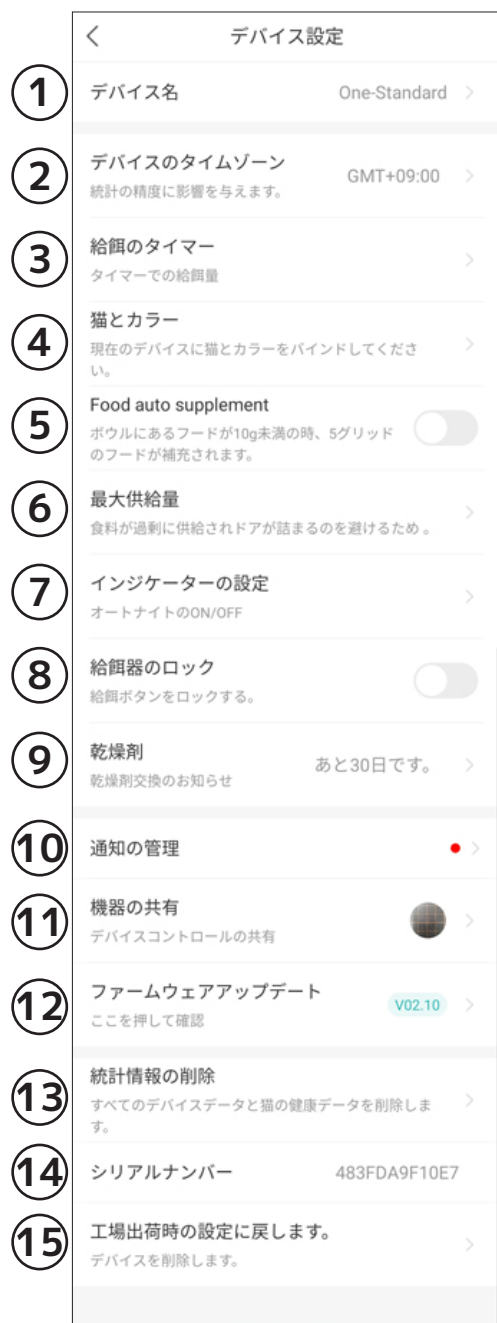 デバイス設定
① デバイス名 One-Standard
② デバイスのタイムゾーン GMT+09:00
統計の精度に影響を与えます。
③ 給餌のタイマー
タイマーでの給餌量
④ 猫とカラー
現在のデバイスに猫とカラーをバインドしてくださ
い。
⑤ Food auto supplement
ボウルにあるフードが10g未満の時、5グリッド
のフードが補充されます。
⑥ 最大供給量
食料が過剰に供給されドアが詰まるのを避けるため 。
⑦ インジケーターの設定
オートナイトのON/OFF
⑧ 給餌器のロック
給餌ボタンをロックする。
⑨ 乾燥剤 あと30日です。
乾燥剤交換のお知らせ
⑩ 通知の管理
⑪ 機器の共有
デバイスコントロールの共有
⑫ ファームウェアアップデート V02.10
ここを押して確認
⑬ 統計情報の削除
すべてのデバイスデータと猫の健康データを削除しま
す。
⑭ シリアルナンバー 483FDA9F10E7
⑮ 工場出荷時の設定に戻します。
デバイスを削除します。